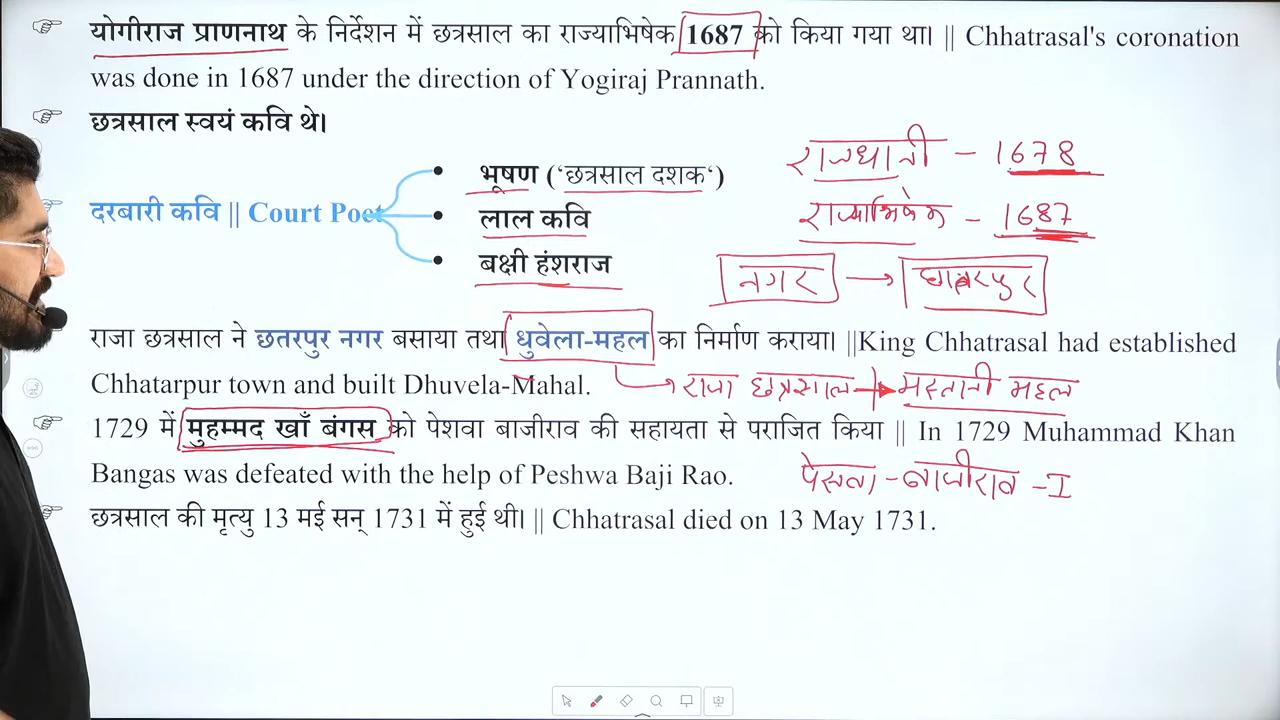 योगीराज प्राणनाथ के निर्देशन में छत्रसाल का राज्याभिषेक 1687 को किया गया था। || Chhatrasal's coronation
was done in 1687 under the direction of Yogiraj Prannath.
छत्रसाल स्वयं कवि थे।
राजधानी - 1678
भूषण ('छत्रसाल दशक')
दरबारी कवि || Court Poet
राज्याभिषेक - 1687
लाल कवि
बक्षी हंशराज
नगर → छतरपुर
राजा छत्रसाल ने छतरपुर नगर बसाया तथा धुवेला-महल का निर्माण कराया। ||King Chhatrasal had established
Chhatarpur town and built Dhuvela-Mahal.
राजा छत्रसाल → मस्तानी महल
1729 में मुहम्मद खाँ बंगस को पेशवा बाजीराव की सहायता से पराजित किया || In 1729 Muhammad Khan
Bangas was defeated with the help of Peshwa Baji Rao.
पेसवा - बाजीराव - I
छत्रसाल की मृत्यु 13 मई सन् 1731 में हुई थी। || Chhatrasal died on 13 May 1731.